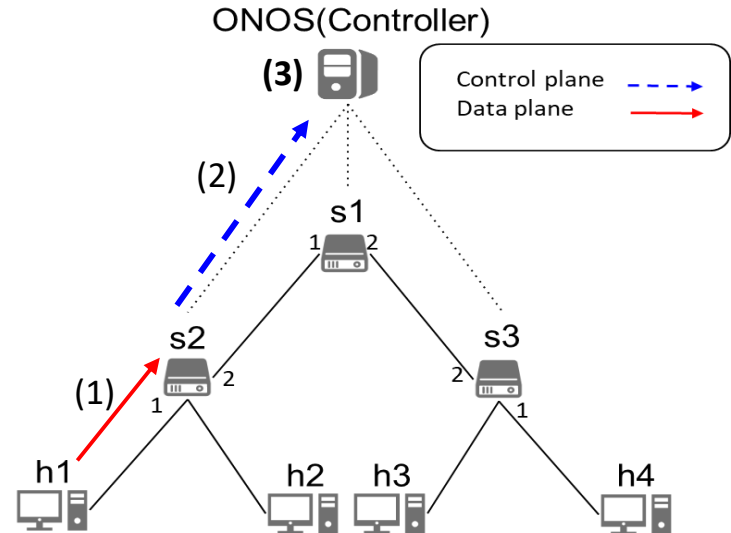 ONOS(Controller)
(3)
Control plane
Data plane
(2)
s1
1 2
s2
s3
2
2
(1)
1
1
h1
h2
h3
h4